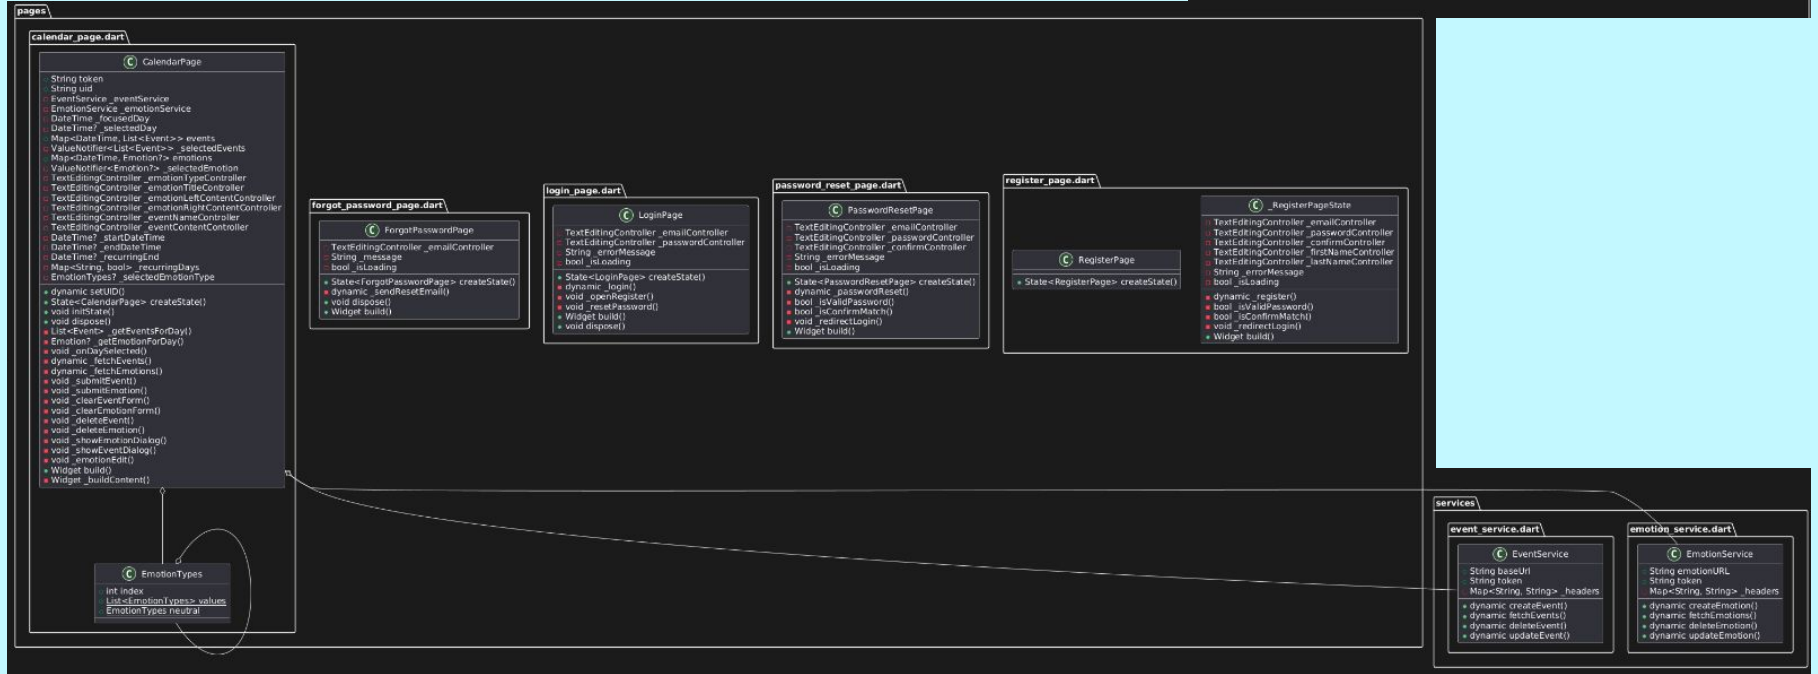 pages
calendar_page.dart
C CalendarPage
String token
String uid
EventService _eventService
EmotionService _emotionService
DateTime _focusedDay
DateTime? _selectedDay
Map<DateTime, List<Event>> events
ValueNotifier<List<Event>> _selectedEvents
Map<DateTime, Emotion?> emotions
ValueNotifier<Emotion?> _selectedEmotion
TextEditingController _emotionTypeController
TextEditingController _emotionTitleController
TextEditingController _emotionLeftContentController
TextEditingController _emotionRightContentController
TextEditingController _eventNameController
TextEditingController _eventContentController
DateTime? _startDateTime
DateTime? _endDateTime
DateTime? _recurringEnd
Map<String, bool> _recurringDays
EmotionTypes? _selectedEmotionType
dynamic setUID()
State<CalendarPage> createState()
void initState()
void dispose()
List<Event> _getEventsForDay()
Emotion? _getEmotionForDay()
void _onDaySelected()
dynamic _fetchEvents()
dynamic _fetchEmotions()
void _submitEvent()
void _submitEmotion()
void _clearEventForm()
void _clearEmotionForm()
void _deleteEvent()
void _deleteEmotion()
void _showEmotionDialog()
void _showEventDialog()
void _emotionEdit()
Widget build()
Widget _buildContent()
C EmotionTypes
int index
List<EmotionTypes> values
EmotionTypes neutral
forgot_password_page.dart
C ForgotPasswordPage
TextEditingController _emailController
String _message
bool _isLoading
State<ForgotPasswordPage> createState()
dynamic _sendResetEmail()
void dispose()
Widget build()
login_page.dart
C LoginPage
TextEditingController _emailController
TextEditingController _passwordController
String _errorMessage
bool _isLoading
State<LoginPage> createState()
dynamic _login()
void _openRegister()
void _resetPassword()
Widget build()
void dispose()
password_reset_page.dart
C PasswordResetPage
TextEditingController _emailController
TextEditingController _passwordController
TextEditingController _confirmController
String _errorMessage
bool _isLoading
State<PasswordResetPage> createState()
dynamic _passwordReset()
bool _isValidPassword()
bool _isConfirmMatch()
void _redirectLogin()
Widget build()
register_page.dart
C RegisterPage
State<RegisterPage> createState()
C _RegisterPageState
TextEditingController _emailController
TextEditingController _passwordController
TextEditingController _confirmController
TextEditingController _firstNameController
TextEditingController _lastNameController
String _errorMessage
bool _isLoading
dynamic _register()
bool _isValidPassword()
bool _isConfirmMatch()
void _redirectLogin()
Widget build()
services
event_service.dart
C EventService
String baseUrl
String token
Map<String, String> _headers
dynamic createEvent()
dynamic fetchEvents()
dynamic deleteEvent()
dynamic updateEvent()
emotion_service.dart
C EmotionService
String emotionURL
String token
Map<String, String> _headers
dynamic createEmotion()
dynamic fetchEmotions()
dynamic deleteEmotion()
dynamic updateEmotion()